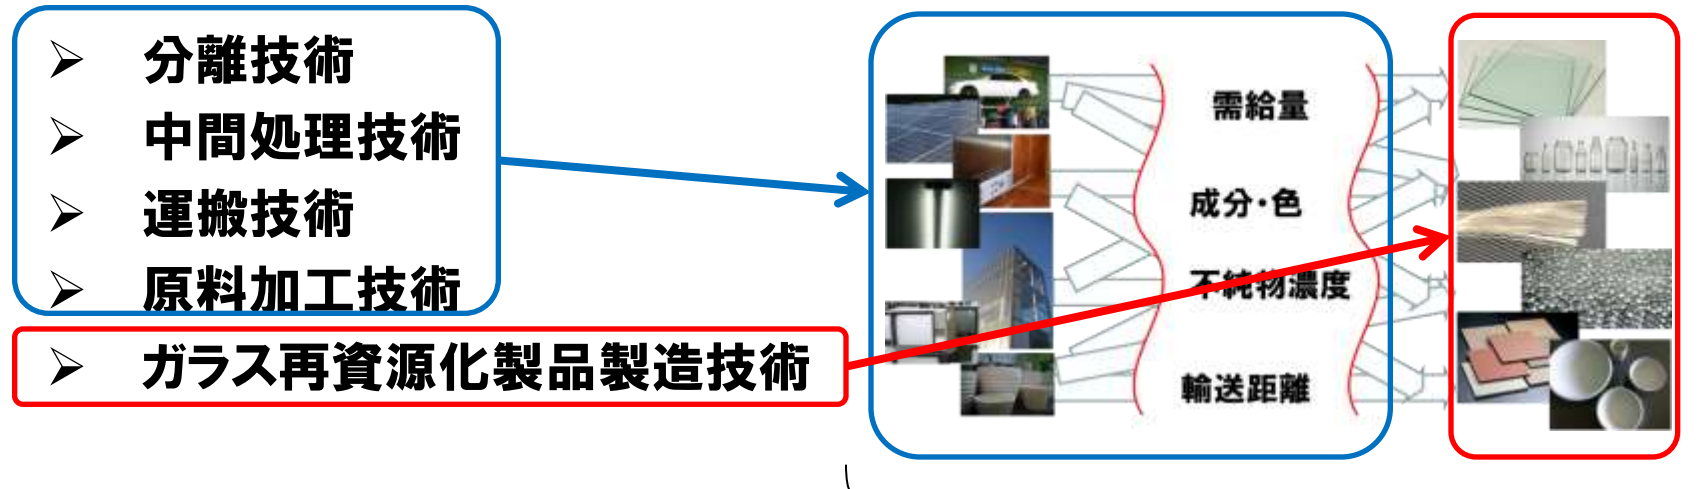 ➢ 分離技術
➢ 中間処理技術
➢ 運搬技術
➢ 原料加工技術
➢ ガラス再資源化製品製造技術
需給量
成分・色
不純物濃度
輸送距離